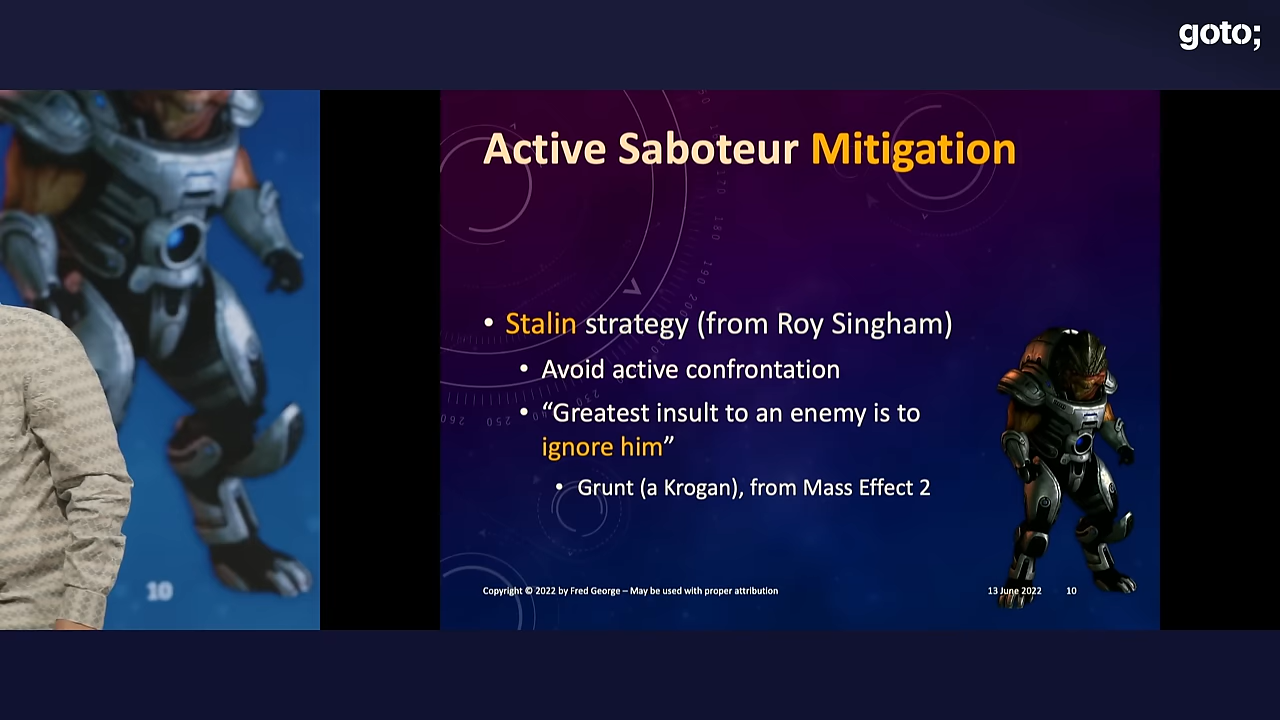 goto;
Active Saboteur Mitigation
• Stalin strategy (from Roy Singham)
• Avoid active confrontation
• “Greatest insult to an enemy is to
ignore him”
• Grunt (a Krogan), from Mass Effect 2
Copyright © 2022 by Fred George – May be used with proper attribution
13 June 2022
10
10